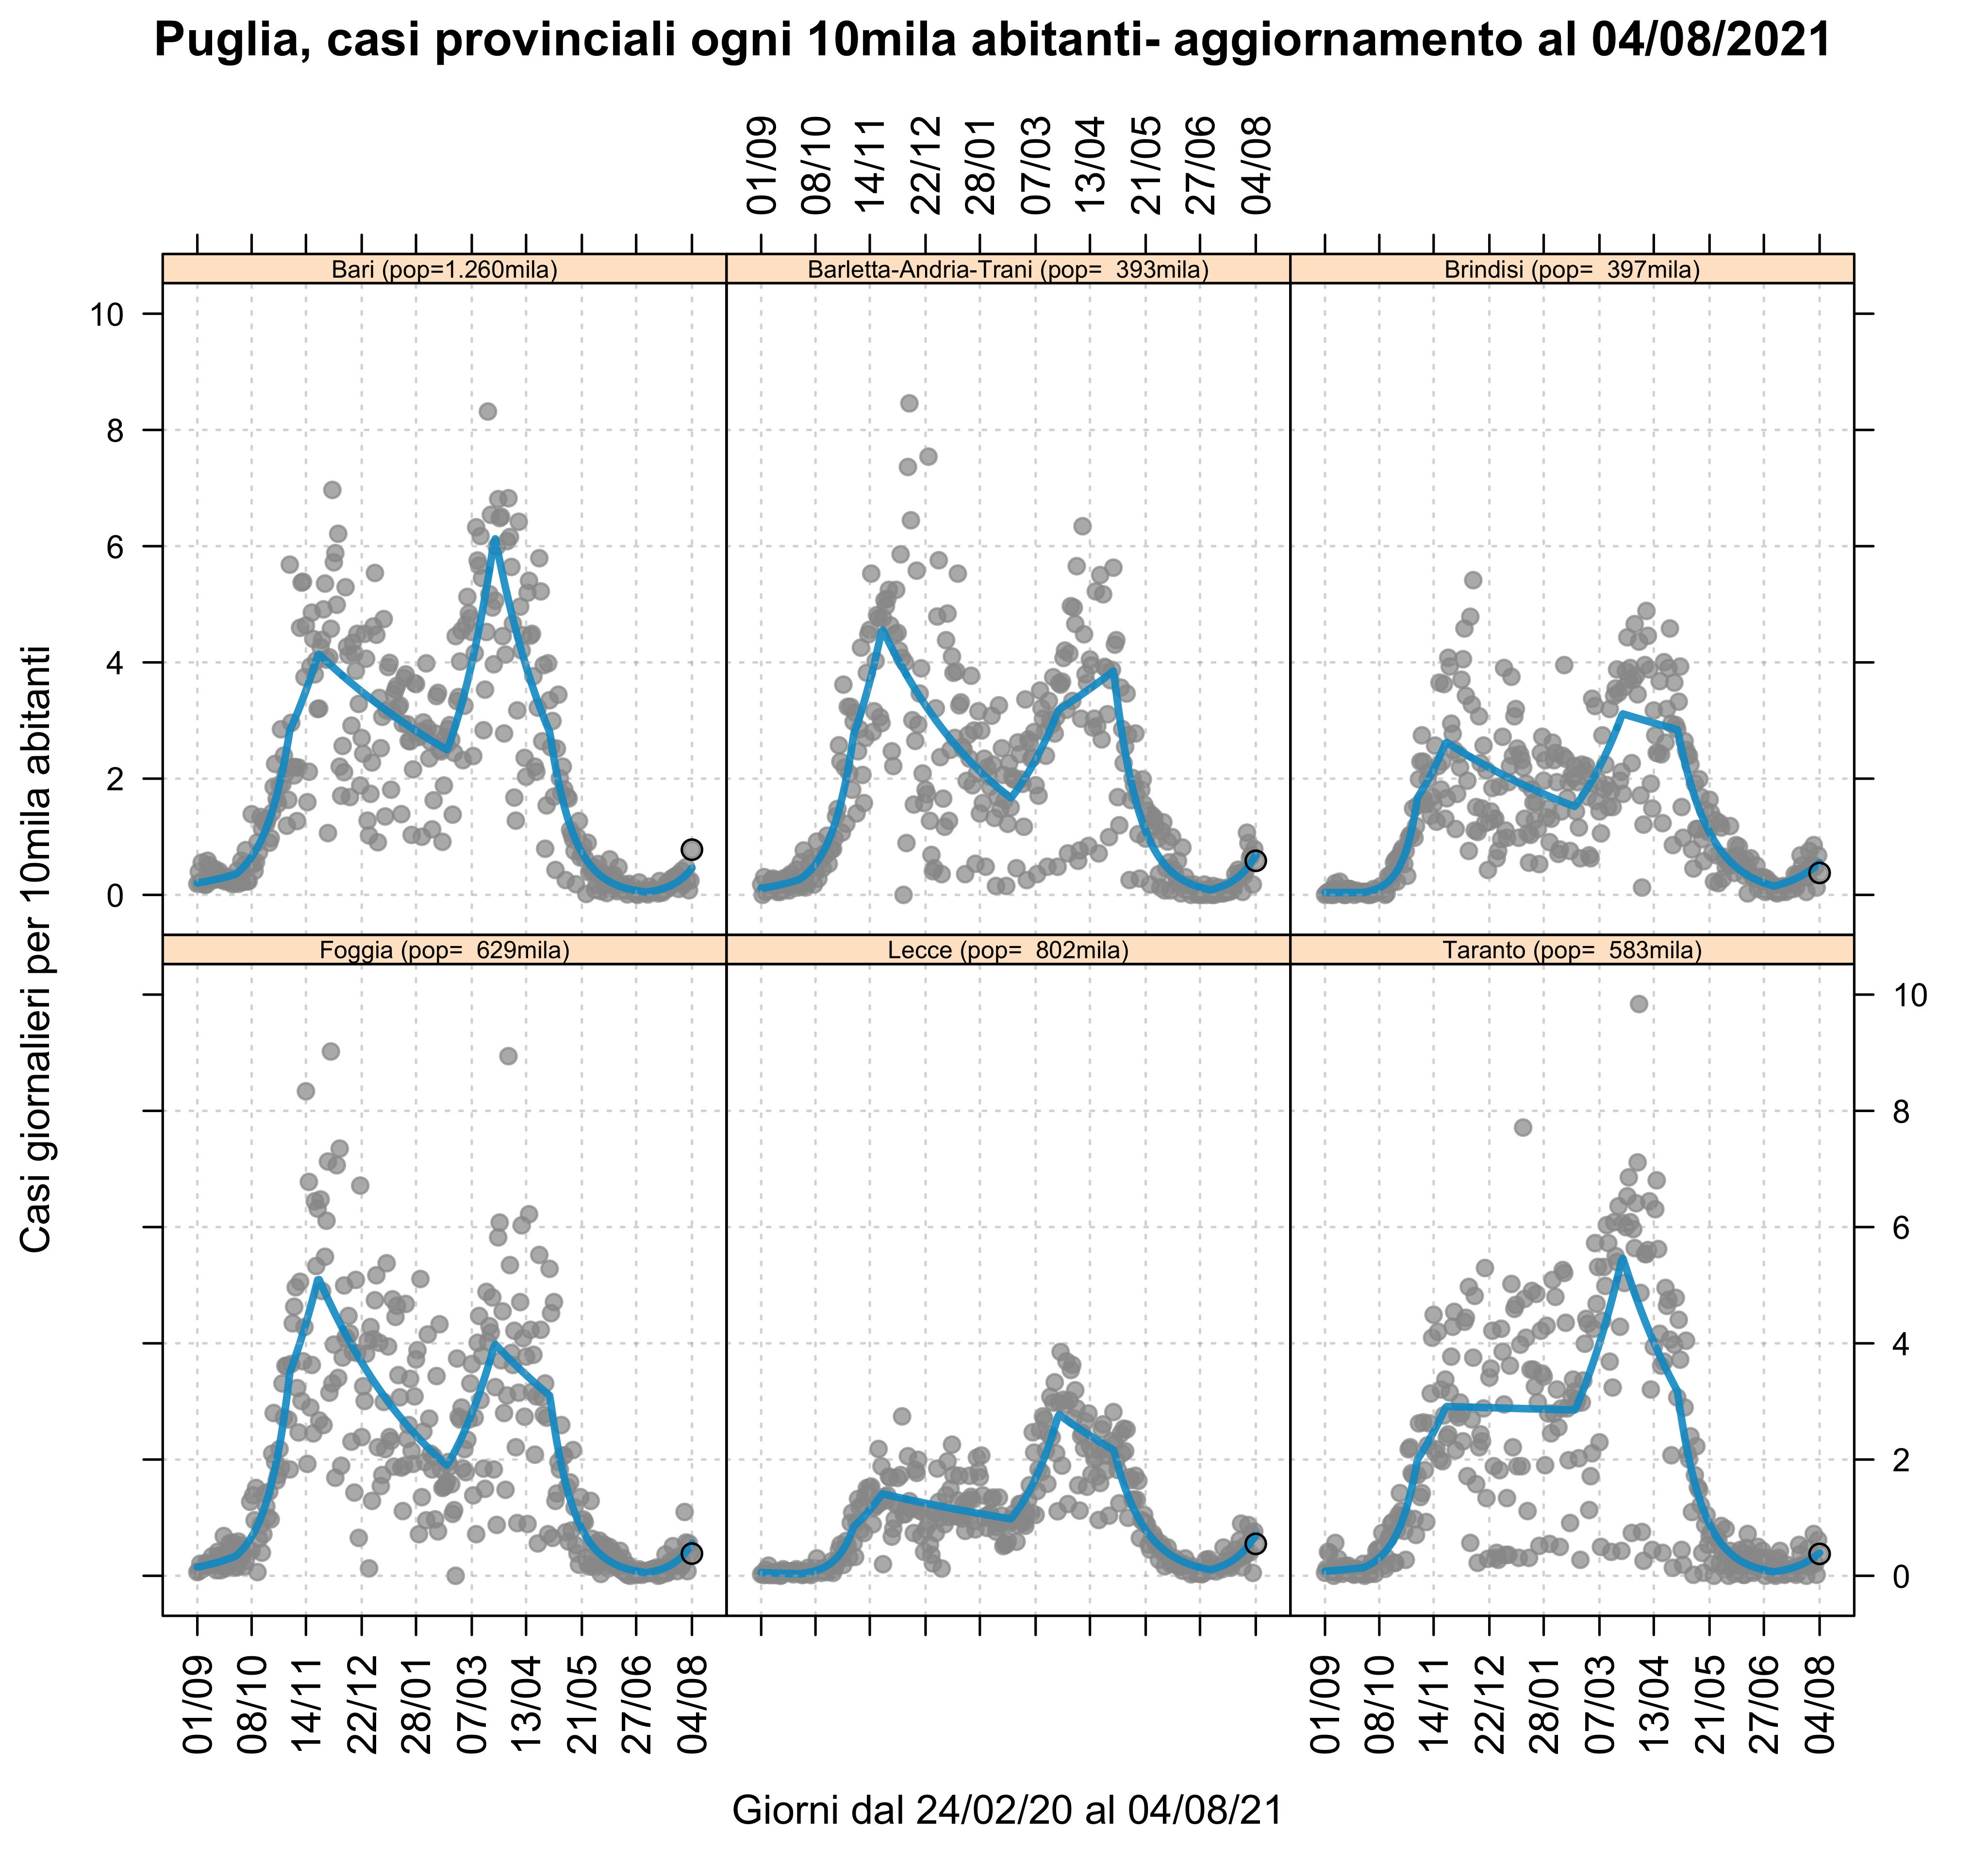 Puglia, casi provinciali ogni 10mila abitanti- aggiornamento al 04/08/2021
01/09 08/10 14/11 22/12 28/01 07/03 13/04 21/05 27/06 04/08
Bari (pop=1.260mila)
Barletta-Andria-Trani (pop= 393mila)
Brindisi (pop= 397mila)
10
8
6
4
2
0
Casi giornalieri per 10mila abitanti
Foggia (pop= 629mila)
Lecce (pop= 802mila)
Taranto (pop= 583mila)
10
8
6
4
2
0
01/09 08/10 14/11 22/12 28/01 07/03 13/04 21/05 27/06 04/08
01/09 08/10 14/11 22/12 28/01 07/03 13/04 21/05 27/06 04/08
Giorni dal 24/02/20 al 04/08/21